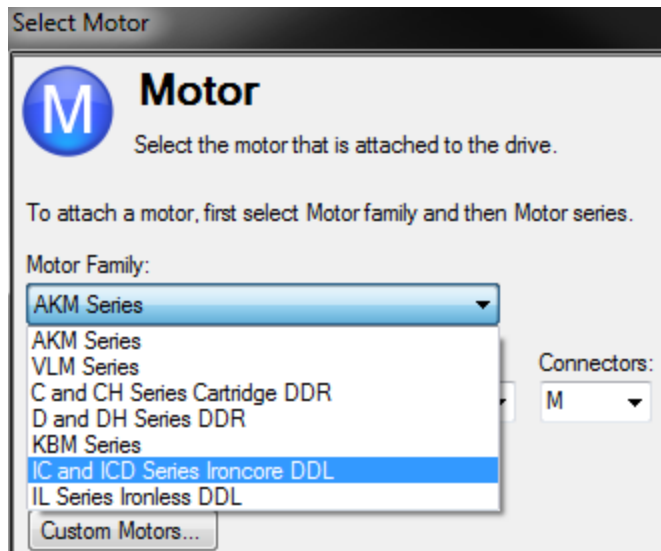 Select Motor
M
Motor
Select the motor that is attached to the drive.
To attach a motor, first select Motor family and then Motor series.
Motor Family:
AKM Series
AKM Series
VLM Series
C and CH Series Cartridge DDR
D and DH Series DDR
KBM Series
IC and ICD Series Ironcore DDL
IL Series Ironless DDL
Connectors:
M
Custom Motors...